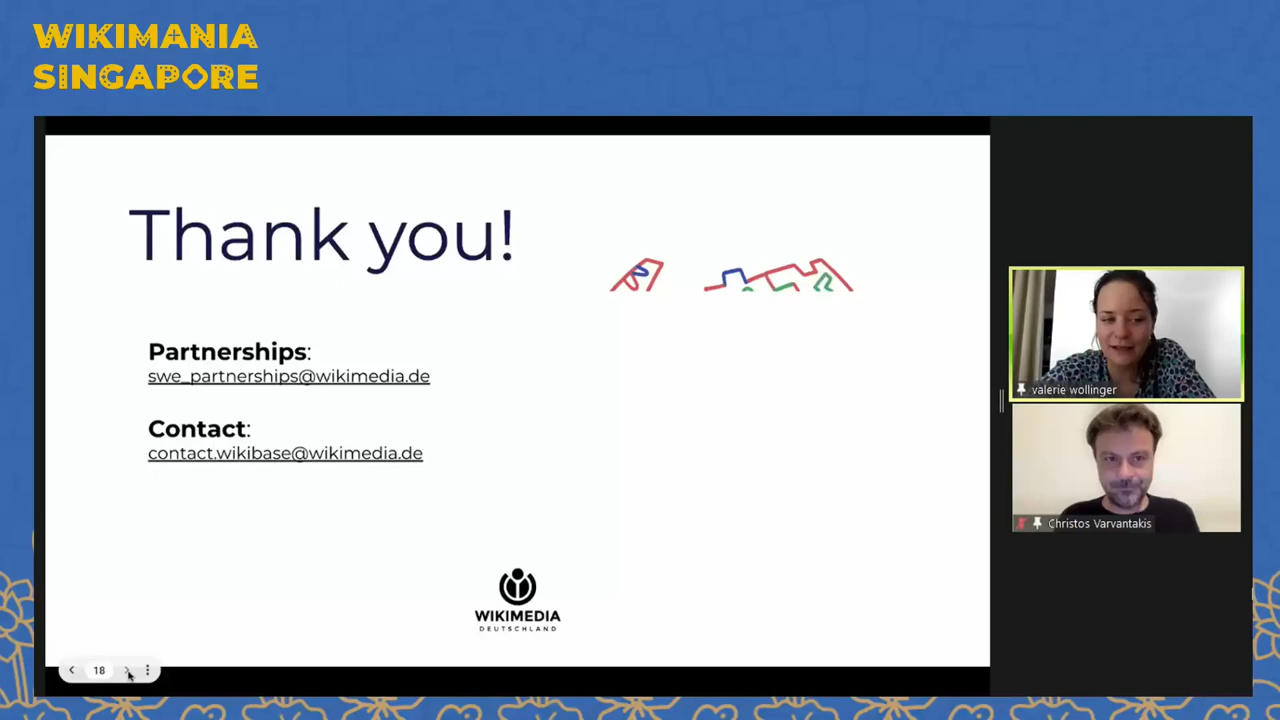 WIKIMANIA
SINGAPORE
Thank you!
Partnerships:
swe_partnerships@wikimedia.de
Contact:
contact.wikibase@wikimedia.de
WIKIMEDIA
DEUTSCHLAND
18
valerie wollinger
Christos Varvantakis